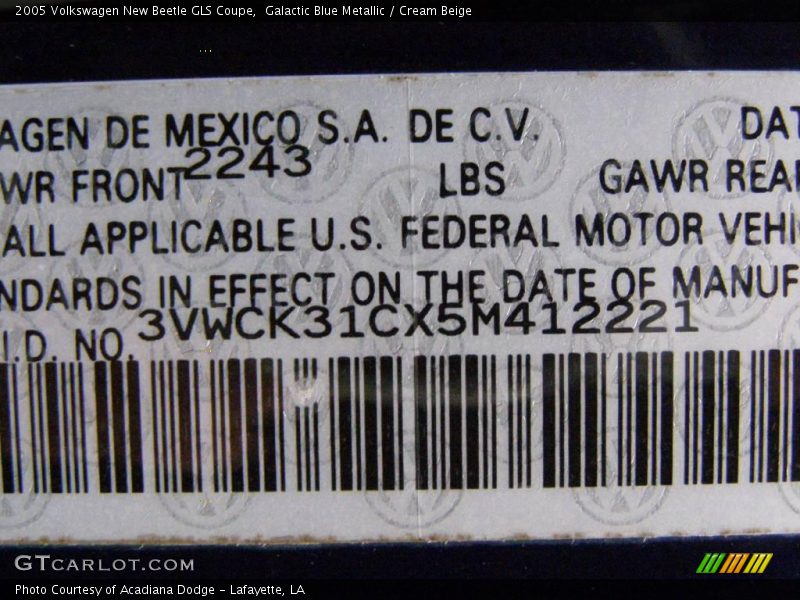 2005 Volkswagen New Beetle GLS Coupe,  Galactic Blue Metallic / Cream Beige
AGEN DE MEXICO S.A. DE C.V. DAT
WR FRONT 2243 LBS GAWR REAR
ALL APPLICABLE U.S. FEDERAL MOTOR VEHI
NDARDS IN EFFECT ON THE DATE OF MANUF
I.D. NO. 3VWCK31CX5M412221
GTCARLOT.COM
Photo Courtesy of Acadiana Dodge - Lafayette, LA